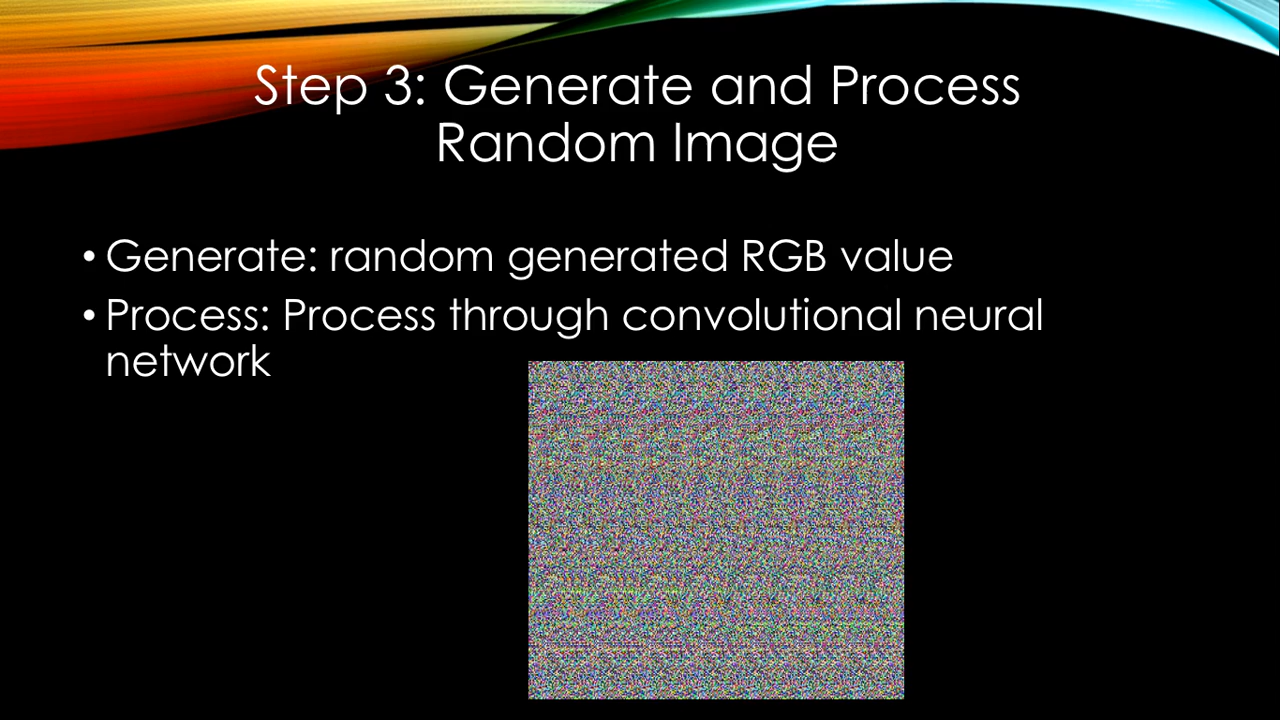 Step 3: Generate and Process
Random Image
• Generate: random generated RGB value
• Process: Process through convolutional neural
network